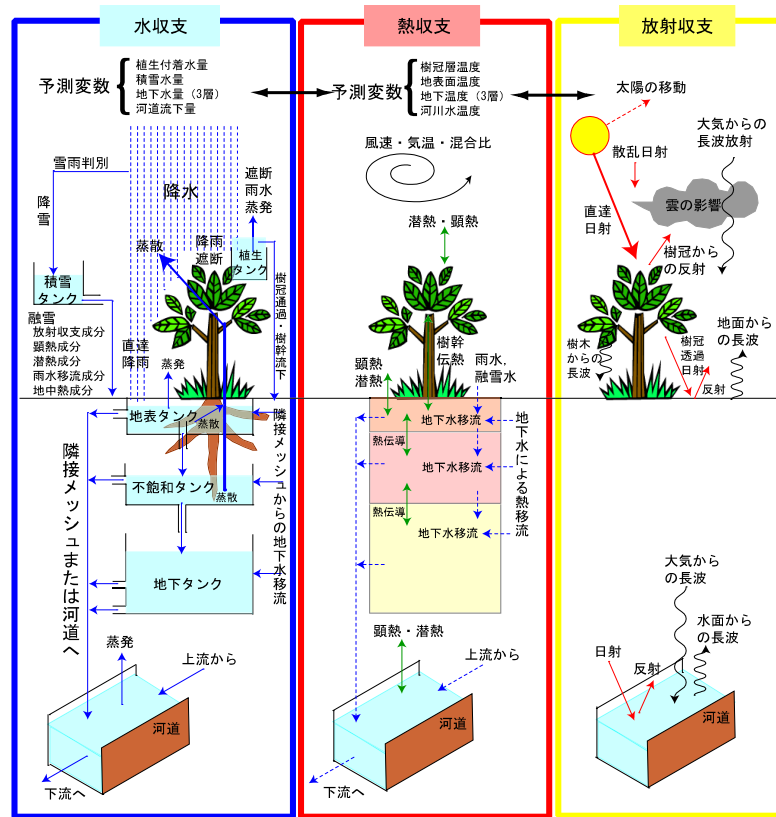 水収支
予測変数
植生付着水量
積雪水量
地下水量（3層）
河道流下量
雪雨判別
降雪
降水
遮断
雨水
蒸発
蒸散
降雨
遮断
植生
タンク
積雪
タンク
融雪
放射収支成分
顕熱成分
潜熱成分
雨水移流成分
地中熱成分
直達
降雨
蒸発
樹冠通過・樹幹流下
地表タンク
蒸散
不飽和タンク
蒸散
地下タンク
隣接メッシュまたは河道へ
隣接メッシュからの地下水移流
蒸発
上流から
河道
下流へ
熱収支
予測変数
樹冠層温度
地表面温度
地下温度（3層）
河川水温度
風速・気温・混合比
潜熱・顕熱
樹幹
伝熱
顕熱
潜熱
雨水,
融雪水
地下水移流
熱伝導
地下水移流
熱伝導
地下水移流
地下水による熱移流
顕熱・潜熱
上流から
河道
下流へ
放射収支
太陽の移動
大気からの
長波放射
散乱日射
雲の影響
直達
日射
樹冠から
の反射
樹木
からの
長波
樹冠
透過
日射
反射
地面から
の長波
大気から
の長波
水面から
の長波
日射
反射
河道